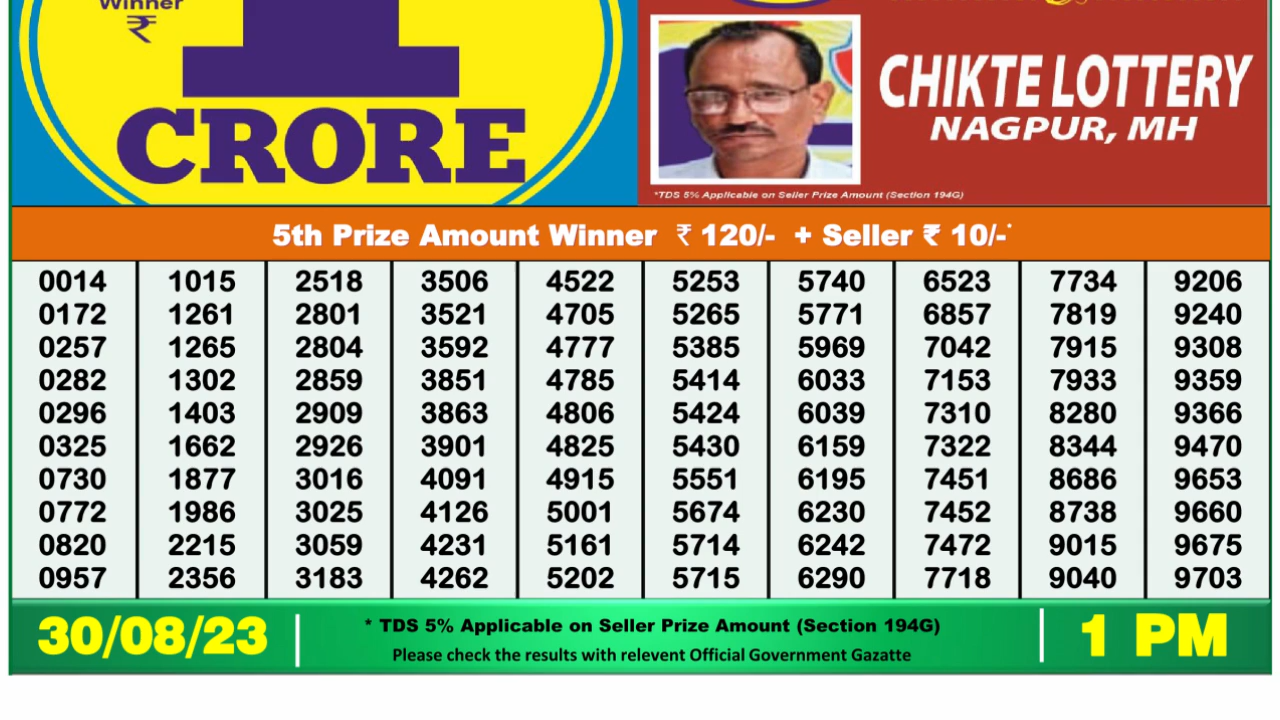 Winner
₹
1
CRORE
CHIKTE LOTTERY
NAGPUR, MH
*TDS 5% Applicable on Seller Prize Amount (Section 194G)
5th Prize Amount Winner ₹ 120/- + Seller ₹ 10/-*
0014 1015 2518 3506 4522 5253 5740 6523 7734 9206
0172 1261 2801 3521 4705 5265 5771 6857 7819 9240
0257 1265 2804 3592 4777 5385 5969 7042 7915 9308
0282 1302 2859 3851 4785 5414 6033 7153 7933 9359
0296 1403 2909 3863 4806 5424 6039 7310 8280 9366
0325 1662 2926 3901 4825 5430 6159 7322 8344 9470
0730 1877 3016 4091 4915 5551 6195 7451 8686 9653
0772 1986 3025 4126 5001 5674 6230 7452 8738 9660
0820 2215 3059 4231 5161 5714 6242 7472 9015 9675
0957 2356 3183 4262 5202 5715 6290 7718 9040 9703
30/08/23
* TDS 5% Applicable on Seller Prize Amount (Section 194G)
Please check the results with relevent Official Government Gazatte
1 PM